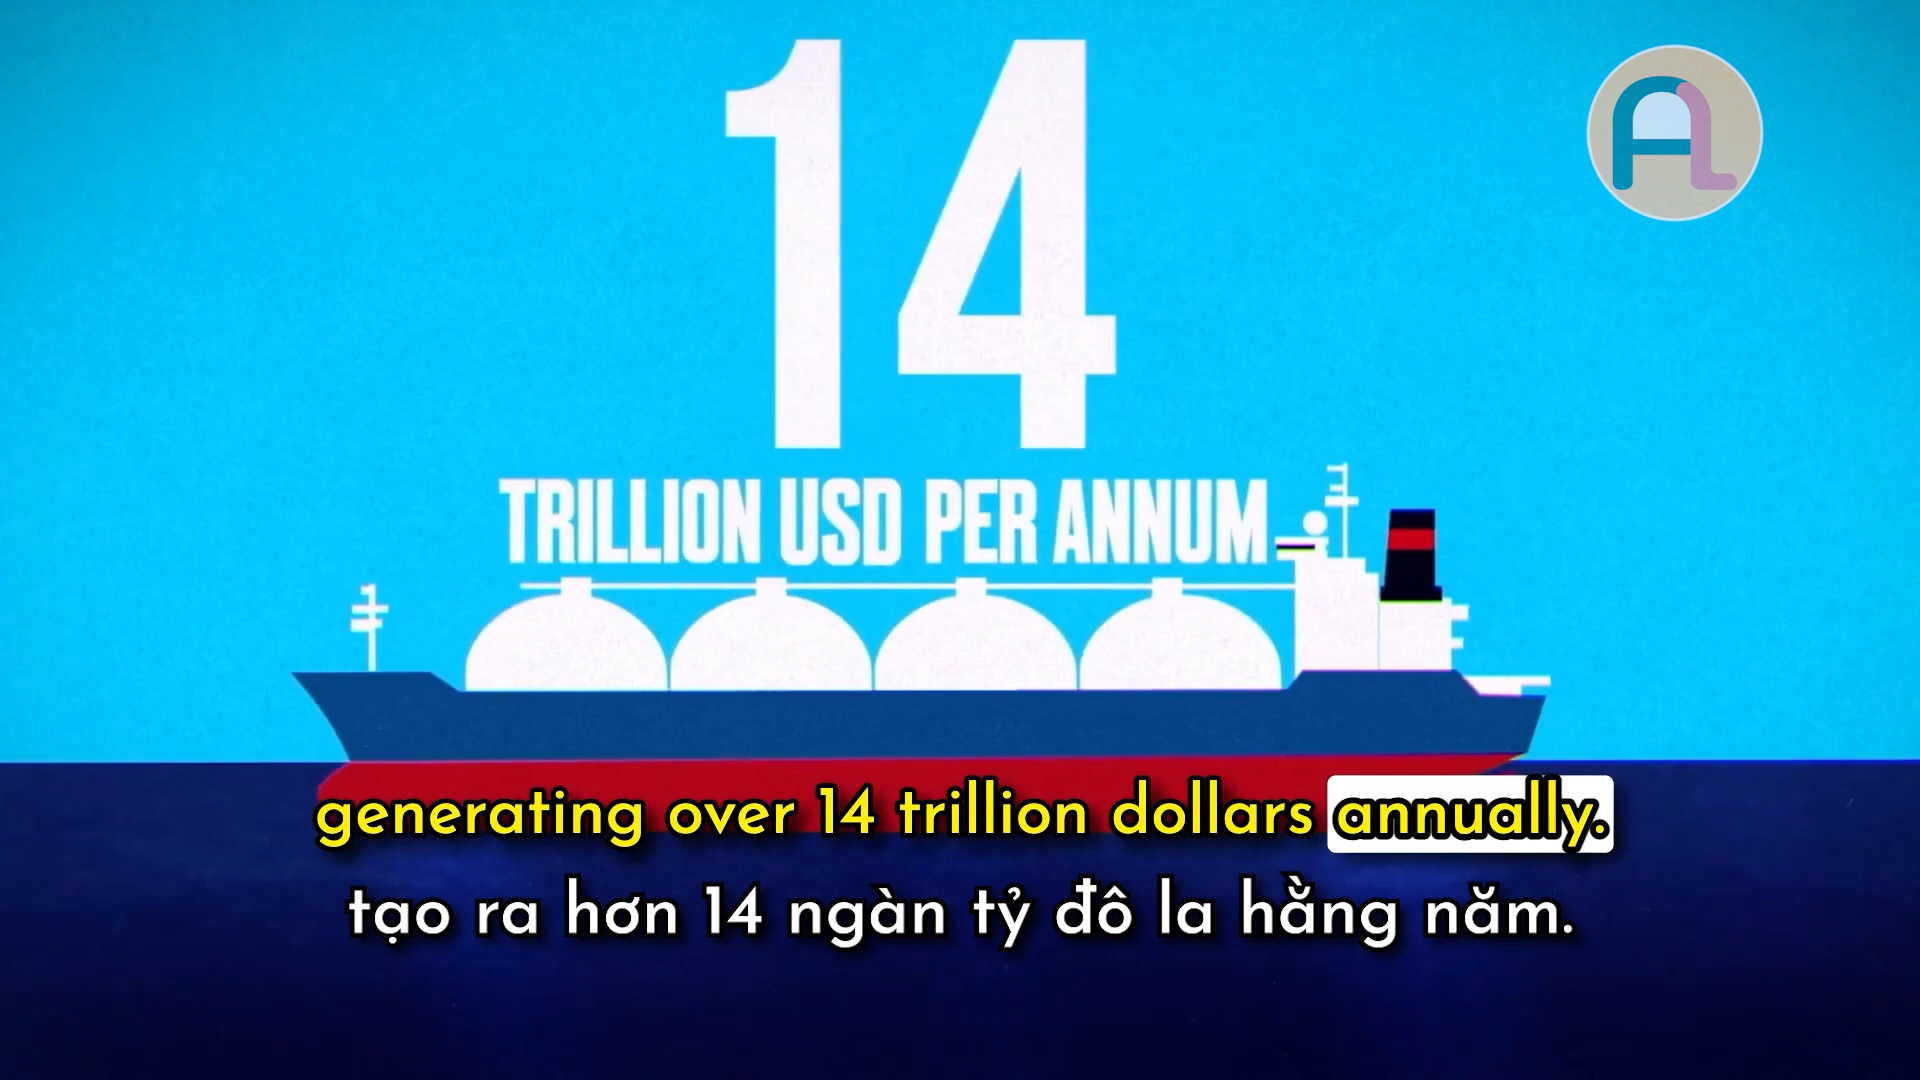 14
TRILLION USD PER ANNUM
generating over 14 trillion dollars annually.
tạo ra hơn 14 ngàn tỷ đô la hằng năm.